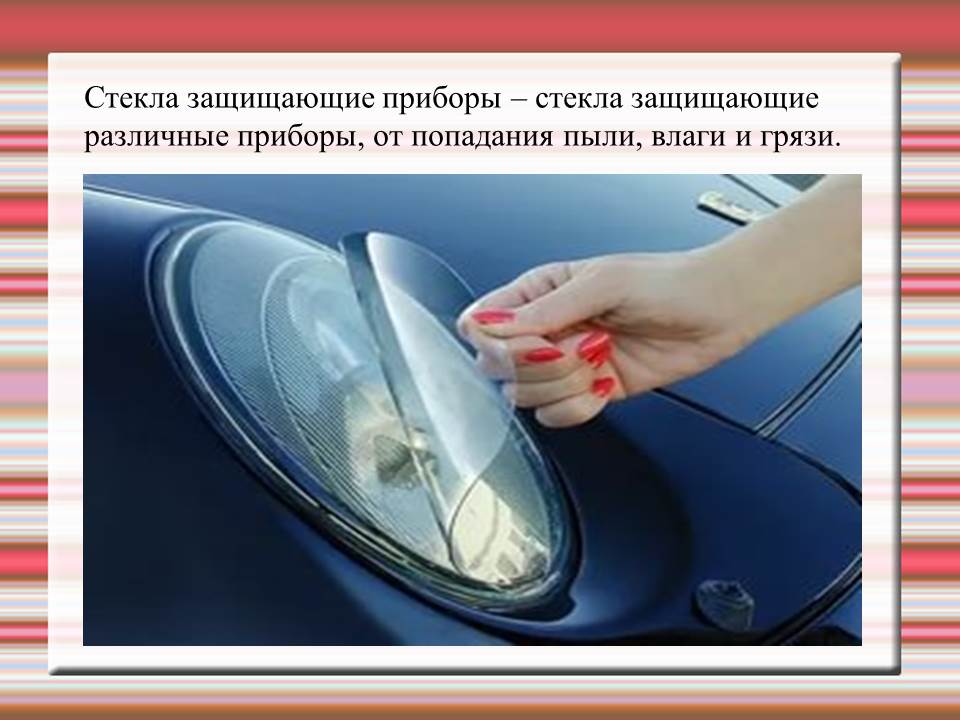 Стекла защищающие приборы – стекла защищающие
различные приборы, от попадания пыли, влаги и грязи.